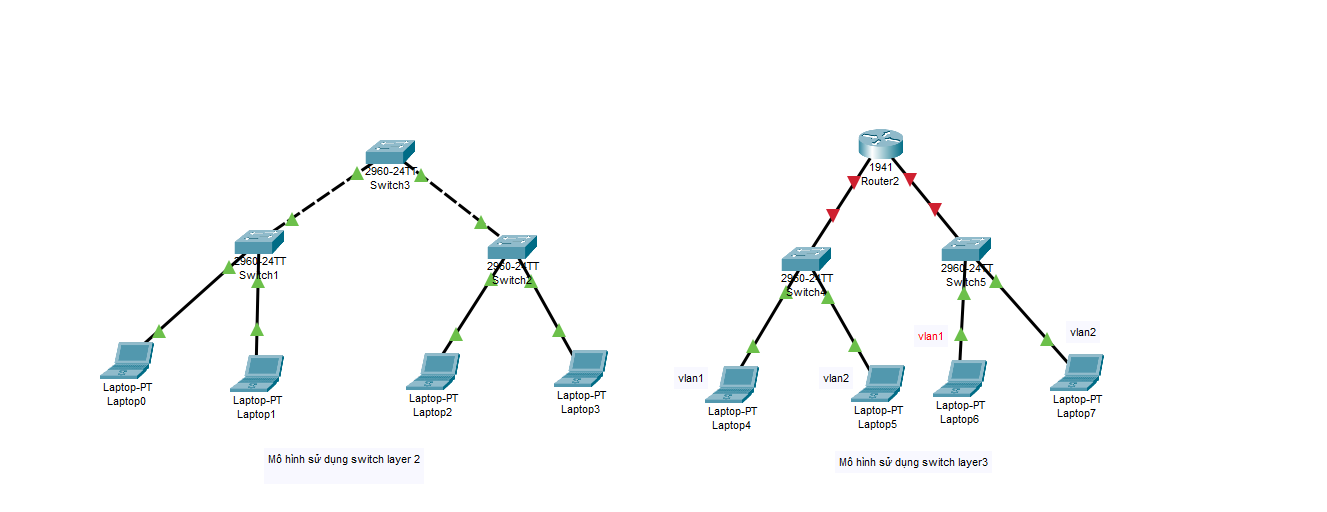 2960-24TT
Switch3
2960-24TT
Switch1
2960-24TT
Switch2
Laptop-PT
Laptop0
Laptop-PT
Laptop1
Laptop-PT
Laptop2
Laptop-PT
Laptop3
Mô hình sử dụng switch layer 2
1941
Router2
2960-24TT
Switch4
2960-24TT
Switch5
vlan1
vlan2
vlan1
vlan2
Laptop-PT
Laptop4
Laptop-PT
Laptop5
Laptop-PT
Laptop6
Laptop-PT
Laptop7
Mô hình sử dụng switch layer3